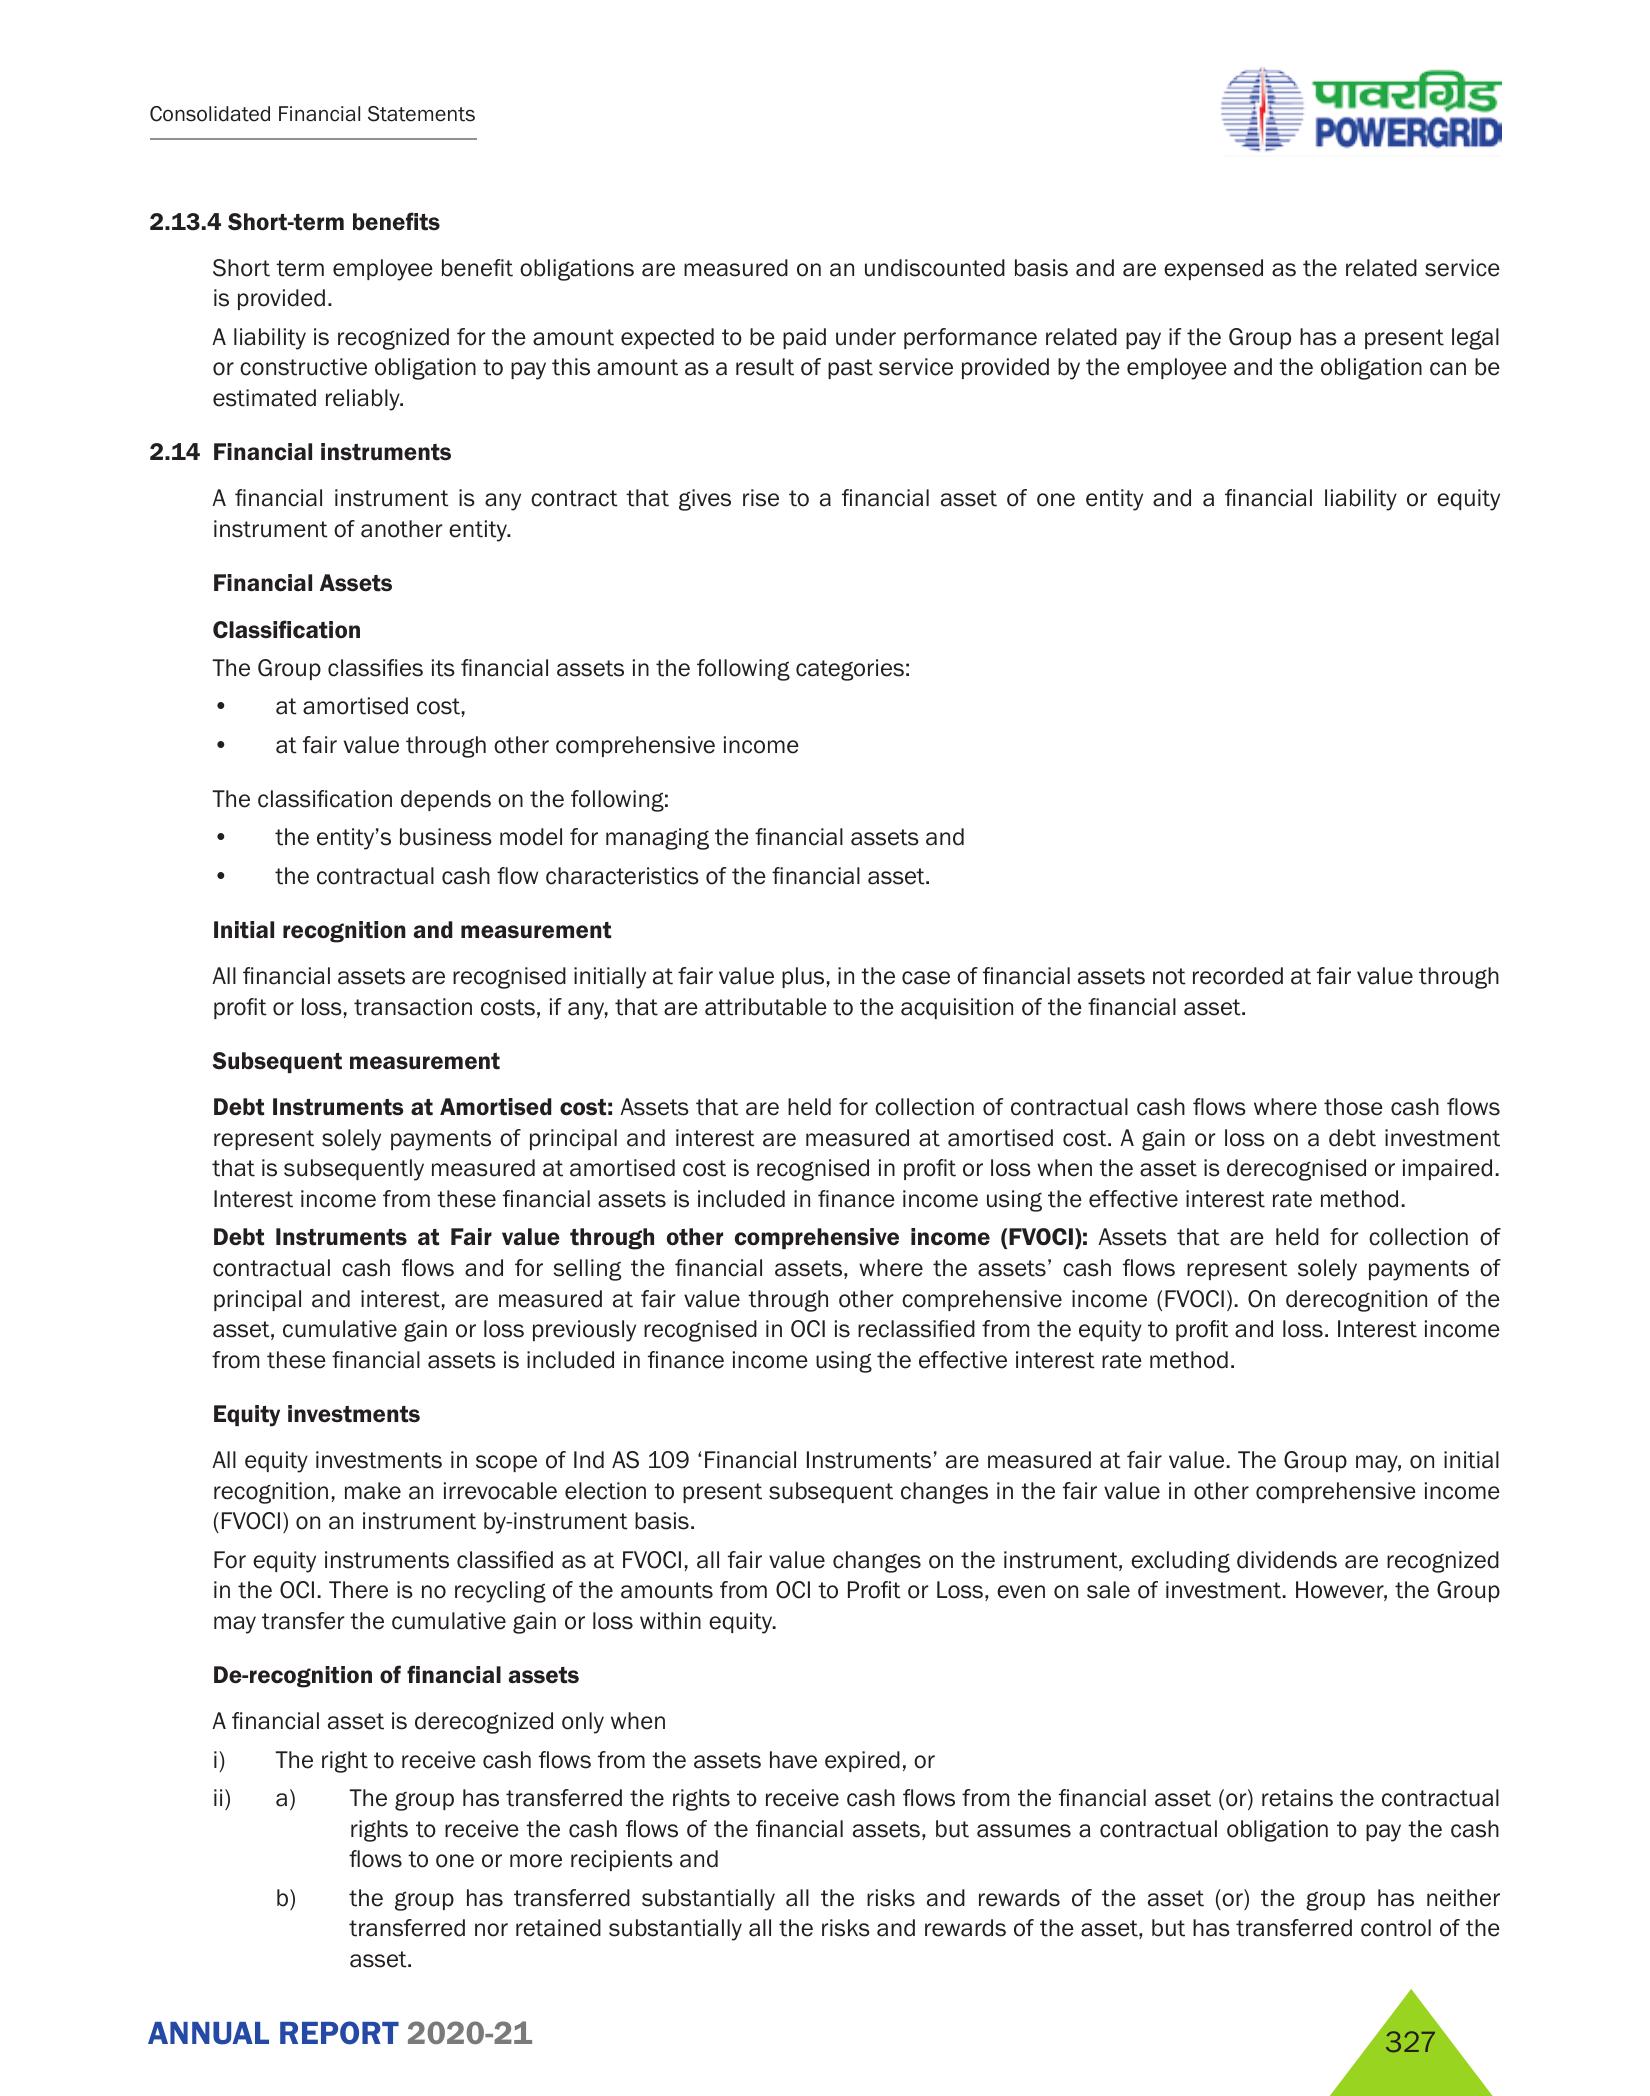 Consolidated Financial Statements
पावरग्रिड
POWERGRID
2.13.4 Short-term benefits
Short term employee benefit obligations are measured on an undiscounted basis and are expensed as the related service
is provided.
A liability is recognized for the amount expected to be paid under performance related pay if the Group has a present legal
or constructive obligation to pay this amount as a result of past service provided by the employee and the obligation can be
estimated reliably.
2.14 Financial instruments
A financial instrument is any contract that gives rise to a financial asset of one entity and a financial liability or equity
instrument of another entity.
Financial Assets
Classification
The Group classifies its financial assets in the following categories:
• at amortised cost,
• at fair value through other comprehensive income
The classification depends on the following:
• the entity’s business model for managing the financial assets and
• the contractual cash flow characteristics of the financial asset.
Initial recognition and measurement
All financial assets are recognised initially at fair value plus, in the case of financial assets not recorded at fair value through
profit or loss, transaction costs, if any, that are attributable to the acquisition of the financial asset.
Subsequent measurement
Debt Instruments at Amortised cost: Assets that are held for collection of contractual cash flows where those cash flows
represent solely payments of principal and interest are measured at amortised cost. A gain or loss on a debt investment
that is subsequently measured at amortised cost is recognised in profit or loss when the asset is derecognised or impaired.
Interest income from these financial assets is included in finance income using the effective interest rate method.
Debt Instruments at Fair value through other comprehensive income (FVOCI): Assets that are held for collection of
contractual cash flows and for selling the financial assets, where the assets’ cash flows represent solely payments of
principal and interest, are measured at fair value through other comprehensive income (FVOCI). On derecognition of the
asset, cumulative gain or loss previously recognised in OCI is reclassified from the equity to profit and loss. Interest income
from these financial assets is included in finance income using the effective interest rate method.
Equity investments
All equity investments in scope of Ind AS 109 ‘Financial Instruments’ are measured at fair value. The Group may, on initial
recognition, make an irrevocable election to present subsequent changes in the fair value in other comprehensive income
(FVOCI) on an instrument by-instrument basis.
For equity instruments classified as at FVOCI, all fair value changes on the instrument, excluding dividends are recognized
in the OCI. There is no recycling of the amounts from OCI to Profit or Loss, even on sale of investment. However, the Group
may transfer the cumulative gain or loss within equity.
De-recognition of financial assets
A financial asset is derecognized only when
i) The right to receive cash flows from the assets have expired, or
ii) a) The group has transferred the rights to receive cash flows from the financial asset (or) retains the contractual
rights to receive the cash flows of the financial assets, but assumes a contractual obligation to pay the cash
flows to one or more recipients and
b) the group has transferred substantially all the risks and rewards of the asset (or) the group has neither
transferred nor retained substantially all the risks and rewards of the asset, but has transferred control of the
asset.
ANNUAL REPORT 2020-21
327